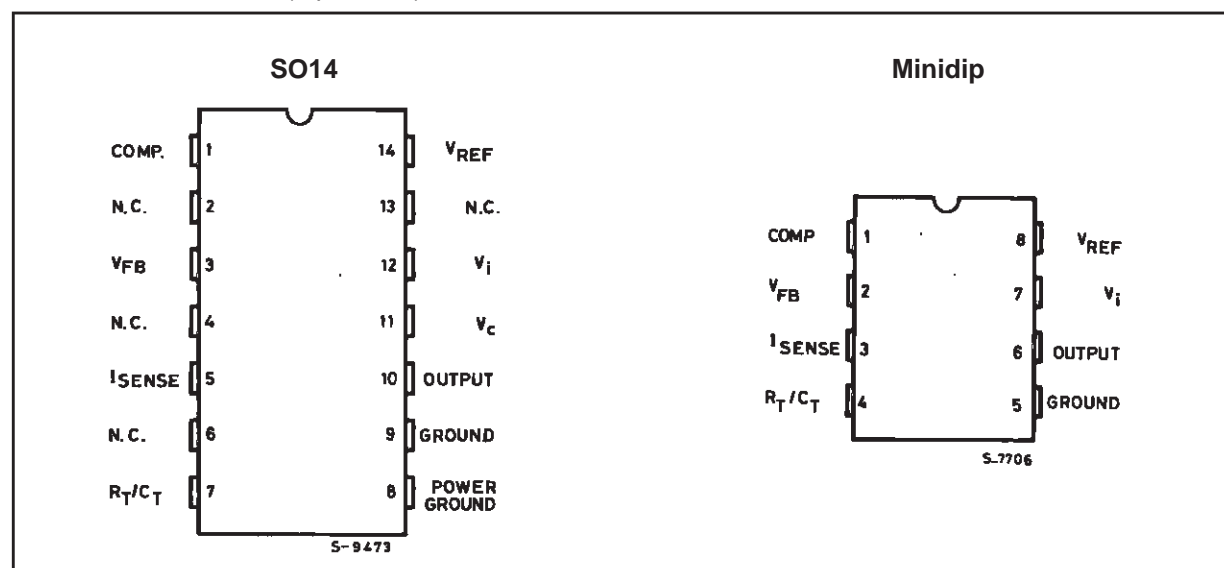 SO14
COMP. 1 14 VREF
N.C. 2 13 N.C.
VFB 3 12 Vi
N.C. 4 11 Vc
ISENSE 5 10 OUTPUT
N.C. 6 9 GROUND
RT/CT 7 8 POWER GROUND
S-9473
Minidip
COMP 1 8 VREF
VFB 2 7 Vi
ISENSE 3 6 OUTPUT
RT/CT 4 5 GROUND
S-7706